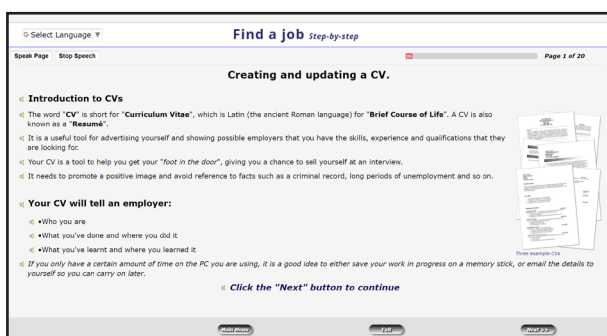 G Select Language ▼
Find a job Step-by-step
Speak Page Stop Speech
Page 1 of 20
Creating and updating a CV.
Introduction to CVs
The word "CV" is short for "Curriculum Vitae", which is Latin (the ancient Roman language) for "Brief Course of Life". A CV is also
known as a "Resumé".
It is a useful tool for advertising yourself and showing possible employers that you have the skills, experience and qualifications that they
are looking for.
Your CV is a tool to help you get your "foot in the door", giving you a chance to sell yourself at an interview.
It needs to promote a positive image and avoid reference to facts such as a criminal record, long periods of unemployment and so on.
Your CV will tell an employer:
•Who you are
•What you've done and where you did it
•What you've learnt and where you learned it
Three example CVs
If you only have a certain amount of time on the PC you are using, it is a good idea to either save your work in progress on a memory stick, or email the details to
yourself so you can carry on later.
Click the "Next" button to continue
Main Menu
Exit
Next >>